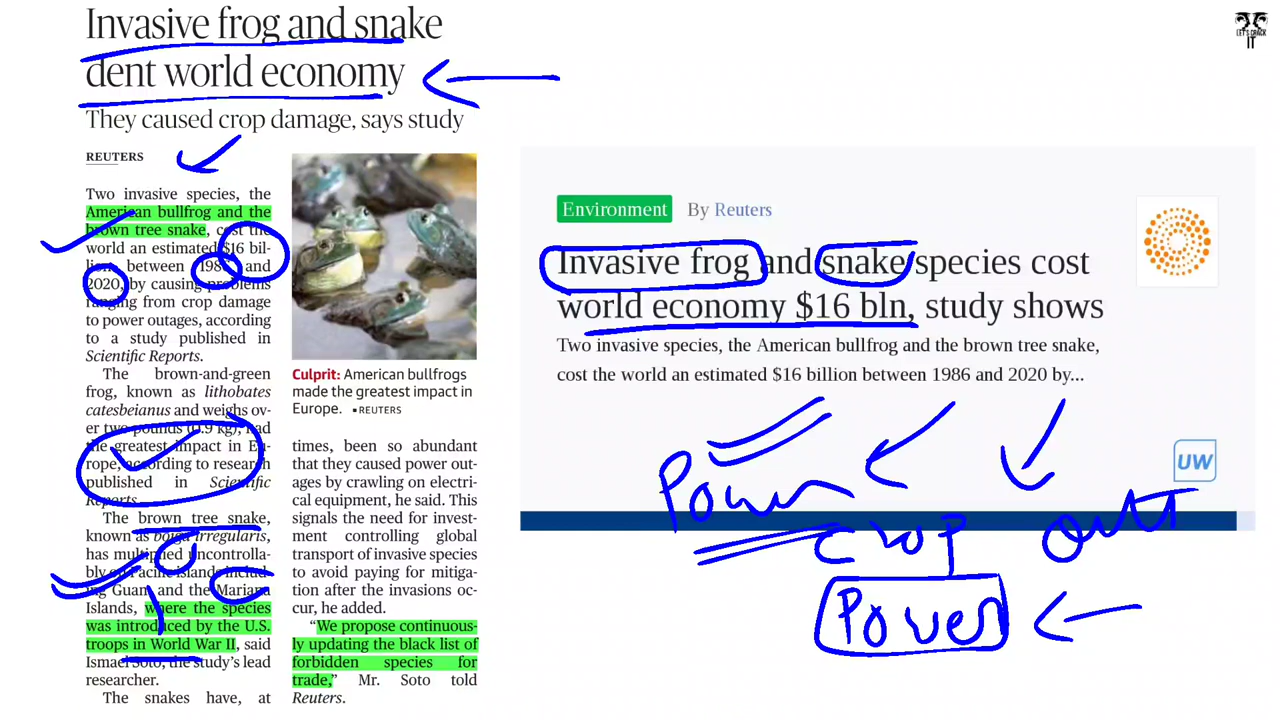 Invasive frog and snake
dent world economy
They caused crop damage, says study
REUTERS
Two invasive species, the
American bullfrog and the
brown tree snake, cost the
world an estimated $16 bil-
lion between 1986 and
2020, by causing problems
ranging from crop damage
to power outages, according
to a study published in
Scientific Reports.
The brown-and-green
frog, known as lithobates
catesbeianus and weighs ov-
er two pounds (0.9 kg), had
the greatest impact in Eu-
rope, according to research
published in Scientific
Reports.
The brown tree snake,
known as boiga irregularis,
has multiplied uncontrolla-
bly on Pacific islands includ-
ing Guam and the Mariana
Islands, where the species
was introduced by the U.S.
troops in World War II, said
Ismael Soto, the study's lead
researcher.
The snakes have, at
Culprit: American bullfrogs
made the greatest impact in
Europe. ■ REUTERS
times, been so abundant
that they caused power out-
ages by crawling on electri-
cal equipment, he said. This
signals the need for invest-
ment controlling global
transport of invasive species
to avoid paying for mitiga-
tion after the invasions oc-
cur, he added.
"We propose continuous-
ly updating the black list of
forbidden species for
trade," Mr. Soto told
Reuters.
LET'S CRACK
IT
Environment By Reuters
Invasive frog and snake species cost
world economy $16 bln, study shows
Two invasive species, the American bullfrog and the brown tree snake,
cost the world an estimated $16 billion between 1986 and 2020 by...
UW
Power
crop
Power